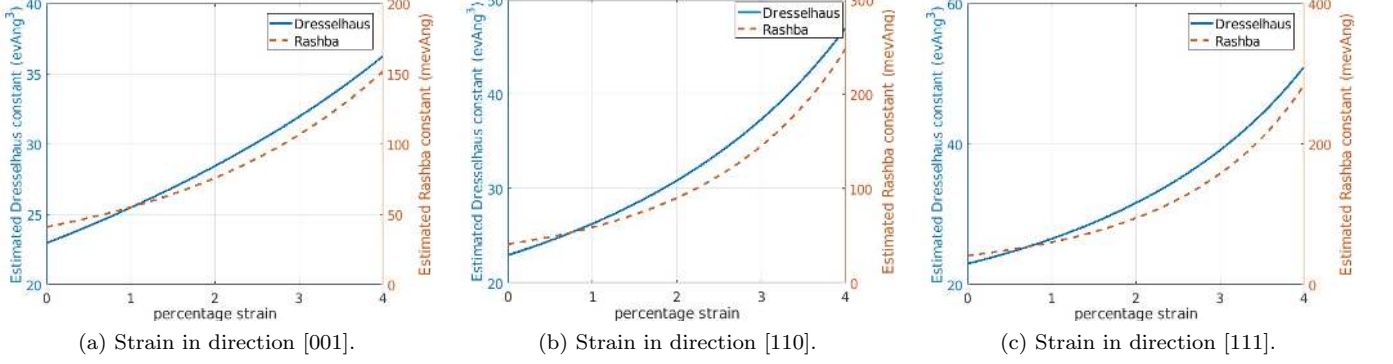 Estimated Dresselhaus constant (evAng³)
40
35
30
25
20
Dresselhaus
Rashba
200
150
100
50
0
Estimated Rashba constant (mevAng)
0 1 2 3 4
percentage strain
(a) Strain in direction [001].
Estimated Dresselhaus constant (evAng³)
50
40
30
20
Dresselhaus
Rashba
300
200
100
0
Estimated Rashba constant (mevAng)
0 1 2 3 4
percentage strain
(b) Strain in direction [110].
Estimated Dresselhaus constant (evAng³)
60
40
20
Dresselhaus
Rashba
400
200
0
Estimated Rashba constant (mevAng)
0 1 2 3 4
percentage strain
(c) Strain in direction [111].